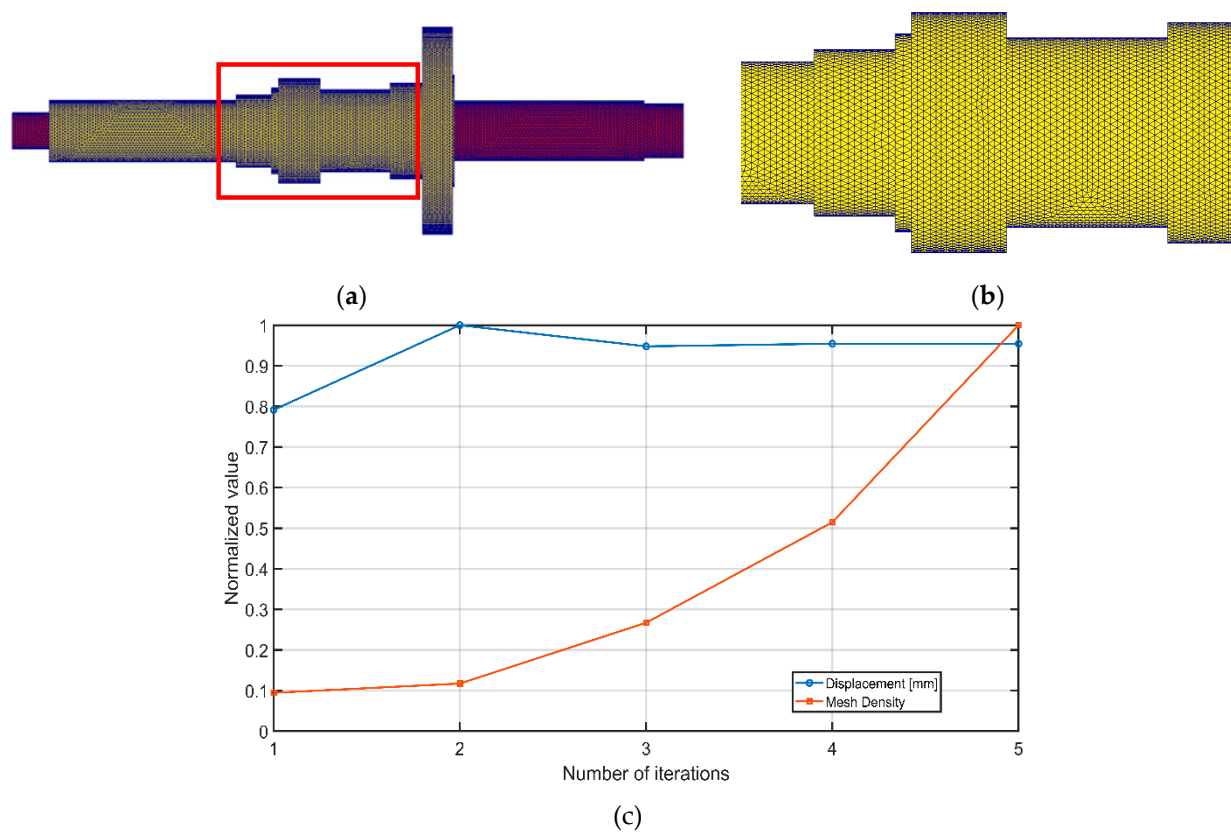 (a)
(b)
1
0.9
0.8
0.7
0.6
0.5
0.4
0.3
0.2
0.1
0
Normalized value
Displacement [mm]
Mesh Density
1 2 3 4 5
Number of iterations
(c)